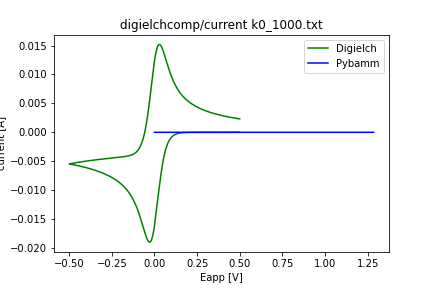 digielchcomp/current k0_1000.txt
Digielch
Pybamm
0.015
0.010
0.005
0.000
−0.005
−0.010
−0.015
−0.020
current [A]
−0.50 −0.25 0.00 0.25 0.50 0.75 1.00 1.25
Eapp [V]